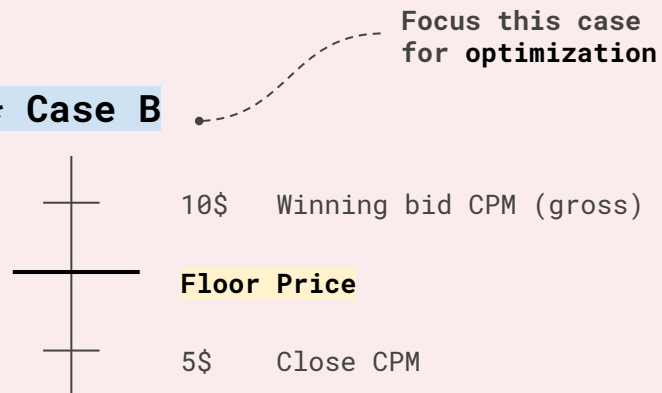 Focus this case
for optimization
Case B
10$ Winning bid CPM (gross)
Floor Price
5$ Close CPM